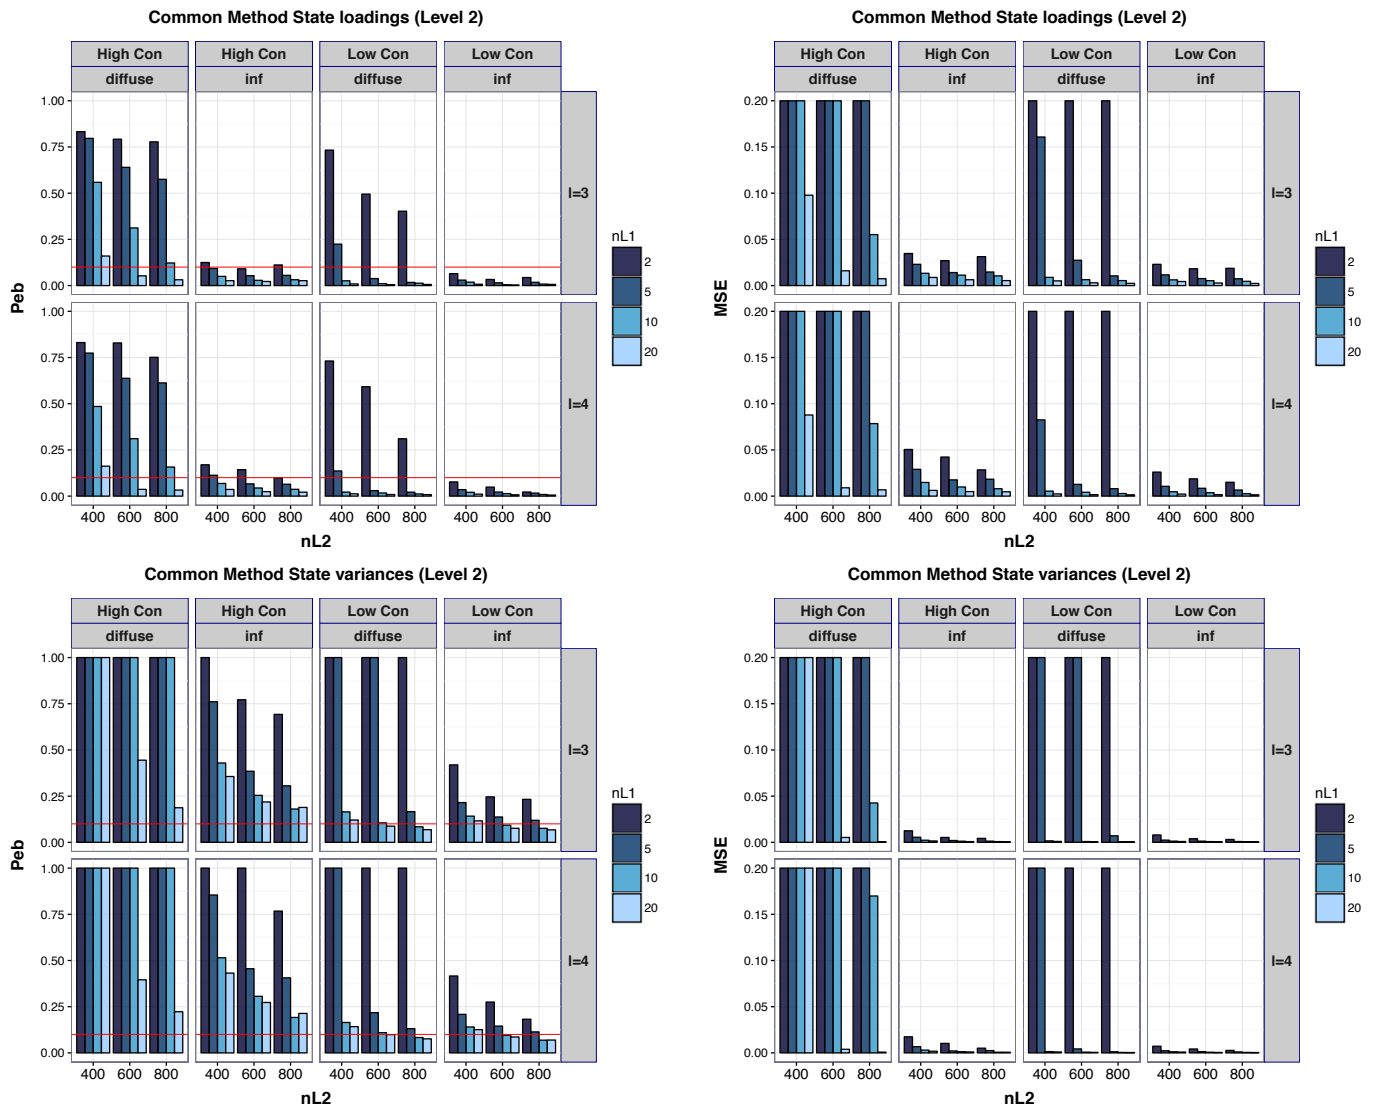 Common Method State loadings (Level 2)
High Con High Con Low Con Low Con
diffuse inf diffuse inf
1.00
0.75
0.50
0.25
0.00
l=3
1.00
0.75
0.50
0.25
0.00
l=4
Peb
400 600 800 400 600 800 400 600 800 400 600 800
nL2
nL1
2
5
10
20
Common Method State loadings (Level 2)
High Con High Con Low Con Low Con
diffuse inf diffuse inf
0.20
0.15
0.10
0.05
0.00
l=3
0.20
0.15
0.10
0.05
0.00
l=4
MSE
400 600 800 400 600 800 400 600 800 400 600 800
nL2
nL1
2
5
10
20
Common Method State variances (Level 2)
High Con High Con Low Con Low Con
diffuse inf diffuse inf
1.00
0.75
0.50
0.25
0.00
l=3
1.00
0.75
0.50
0.25
0.00
l=4
Peb
400 600 800 400 600 800 400 600 800 400 600 800
nL2
nL1
2
5
10
20
Common Method State variances (Level 2)
High Con High Con Low Con Low Con
diffuse inf diffuse inf
0.20
0.15
0.10
0.05
0.00
l=3
0.20
0.15
0.10
0.05
0.00
l=4
MSE
400 600 800 400 600 800 400 600 800 400 600 800
nL2
nL1
2
5
10
20